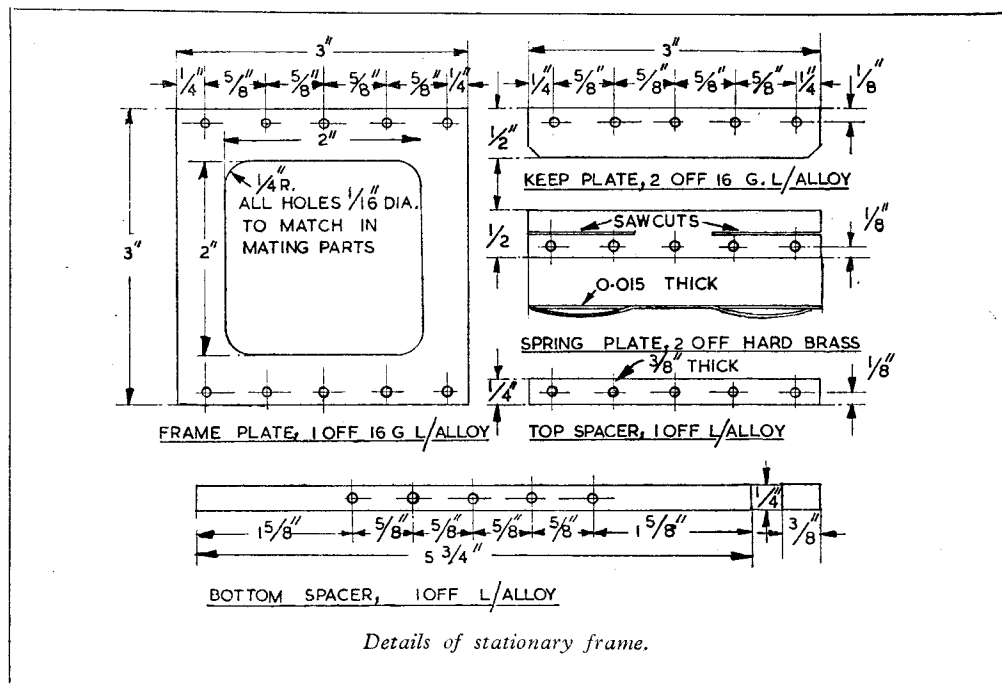 3"
1/4" 5/8" 5/8" 5/8" 5/8" 1/4"
2"
1/4 R.
ALL HOLES 1/16" DIA.
TO MATCH IN
MATING PARTS
3"
2"
FRAME PLATE, 1 OFF 16 G L/ALLOY
3"
1/4" 5/8" 5/8" 5/8" 5/8" 1/4"
1/8"
1/2"
KEEP PLATE, 2 OFF 16 G. L/ALLOY
SAWCUTS
1/2
1/8"
0·015 THICK
SPRING PLATE, 2 OFF HARD BRASS
3/8" THICK
1/4"
1/8"
TOP SPACER, 1 OFF L/ALLOY
1 5/8" 5/8" 5/8" 5/8" 5/8" 1 5/8"
1/4"
3/8"
5 3/4"
BOTTOM SPACER, 1 OFF L/ALLOY
Details of stationary frame.